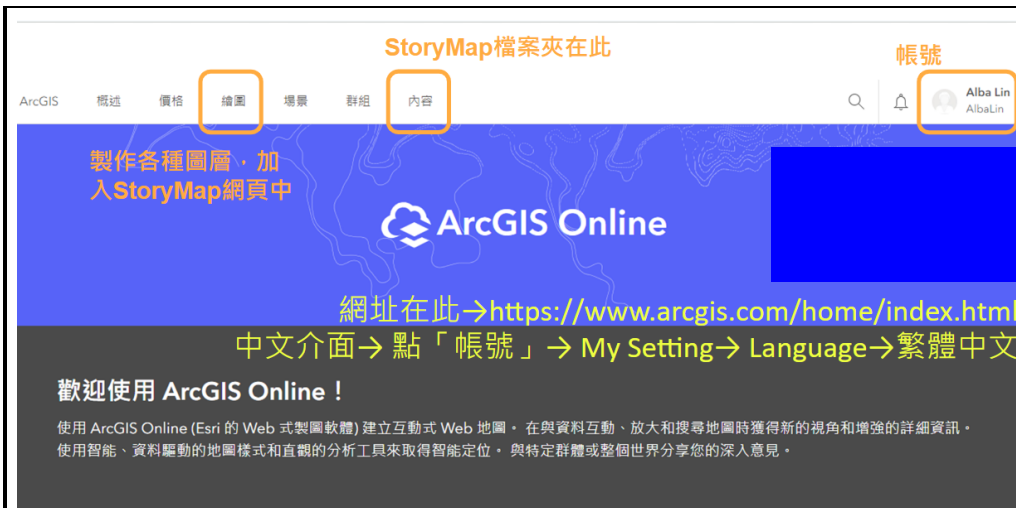 StoryMap檔案夾在此
帳號
ArcGIS 概述 價格 繪圖 場景 群組 內容
Alba Lin
AlbaLin
製作各種圖層，加
入StoryMap網頁中
ArcGIS Online
網址在此→https://www.arcgis.com/home/index.html
中文介面→ 點「帳號」→ My Setting→ Language→繁體中文
歡迎使用 ArcGIS Online！
使用 ArcGIS Online (Esri 的 Web 式製圖軟體) 建立互動式 Web 地圖。 在與資料互動、放大和搜尋地圖時獲得新的視角和增強的詳細資訊。
使用智能、資料驅動的地圖樣式和直觀的分析工具來取得智能定位。 與特定群體或整個世界分享您的深入意見。